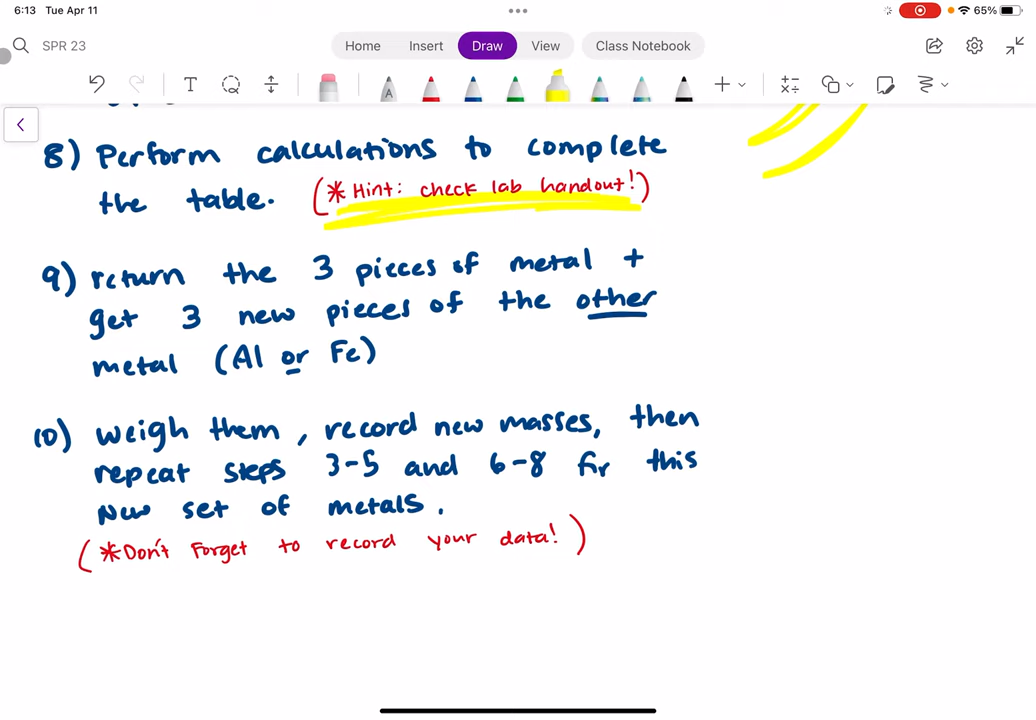 6:13 Tue Apr 11
65%
SPR 23
Home Insert Draw View Class Notebook
A
8) Perform calculations to complete
the table. (* Hint: check lab handout!)
9) return the 3 pieces of metal +
get 3 new pieces of the other
metal (Al or Fe)
10) weigh them, record new masses, then
repeat steps 3-5 and 6-8 for this
new set of metals.
(*Don't forget to record your data!)